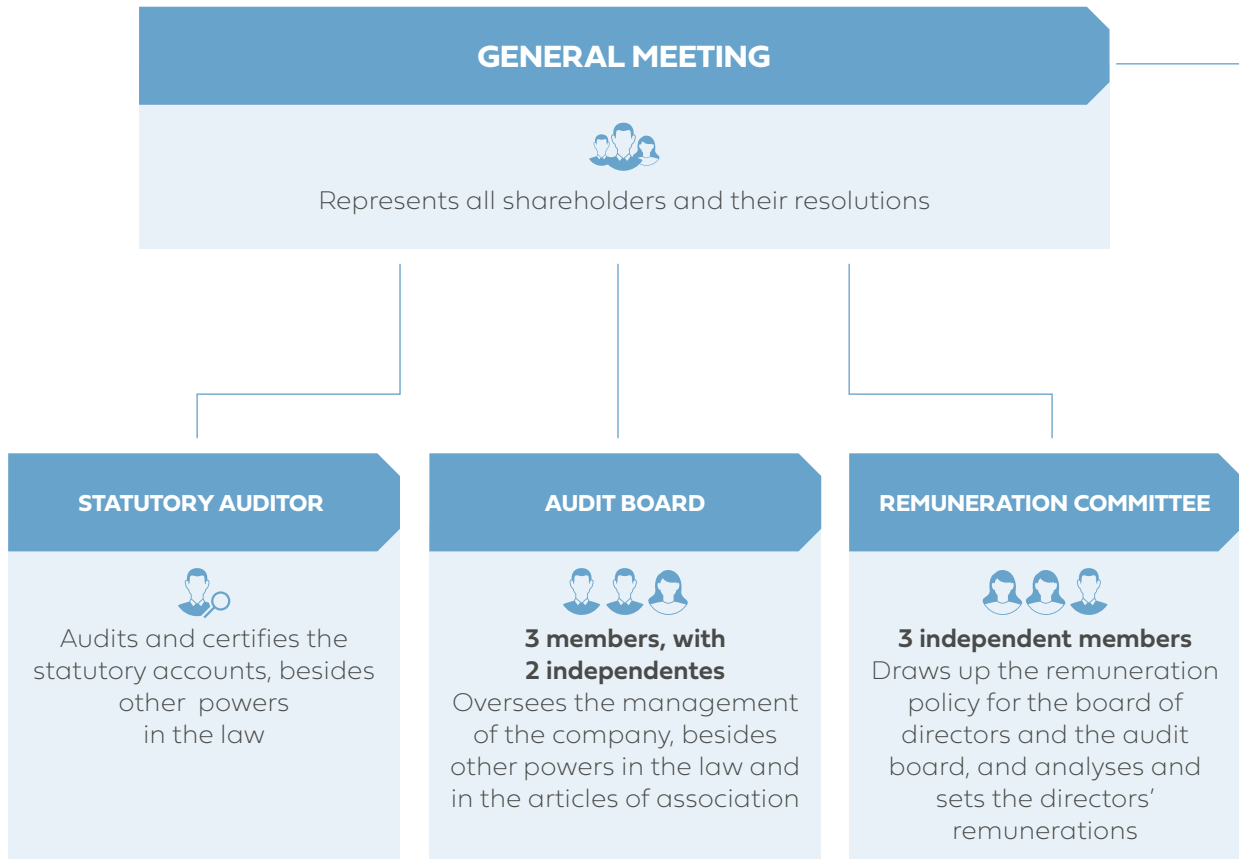 GENERAL MEETING
Represents all shareholders and their resolutions
STATUTORY AUDITOR
Audits and certifies the
statutory accounts, besides
other powers
in the law
AUDIT BOARD
3 members, with
2 independentes
Oversees the management
of the company, besides
other powers in the law and
in the articles of association
REMUNERATION COMMITTEE
3 independent members
Draws up the remuneration
policy for the board of
directors and the audit
board, and analyses and
sets the directors’
remunerations